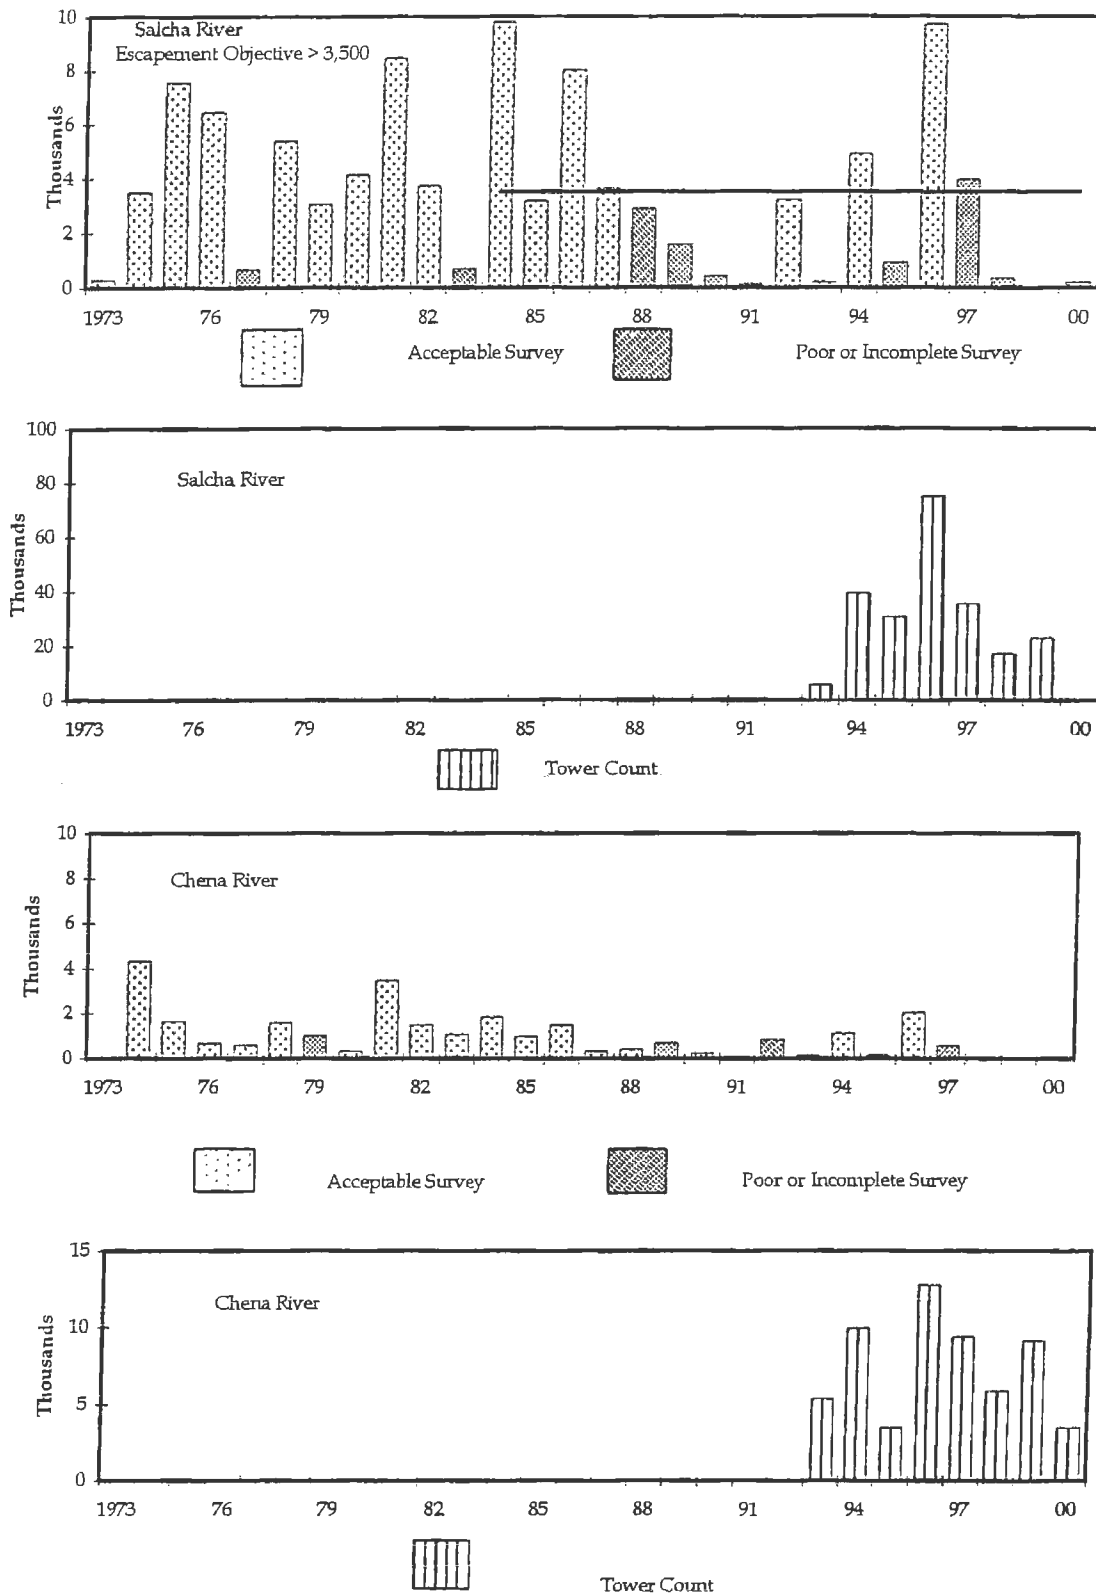 10
Salcha River
Escapement Objective > 3,500
8
6
4
2
0
Thousands
1973 76 79 82 85 88 91 94 97 00
Acceptable Survey Poor or Incomplete Survey
100
80
60
40
20
0
Thousands
Salcha River
1973 76 79 82 85 88 91 94 97 00
Tower Count
10
8
6
4
2
0
Thousands
Chena River
1973 76 79 82 85 88 91 94 97 00
Acceptable Survey Poor or Incomplete Survey
15
10
5
0
Thousands
Chena River
1973 76 79 82 85 88 91 94 97 00
Tower Count